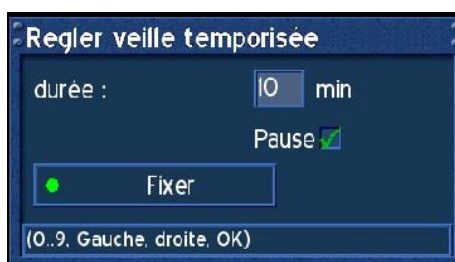 Regler veille temporisée
durée : 10 min
Pause
Fixer
(0..9, Gauche, droite, OK)